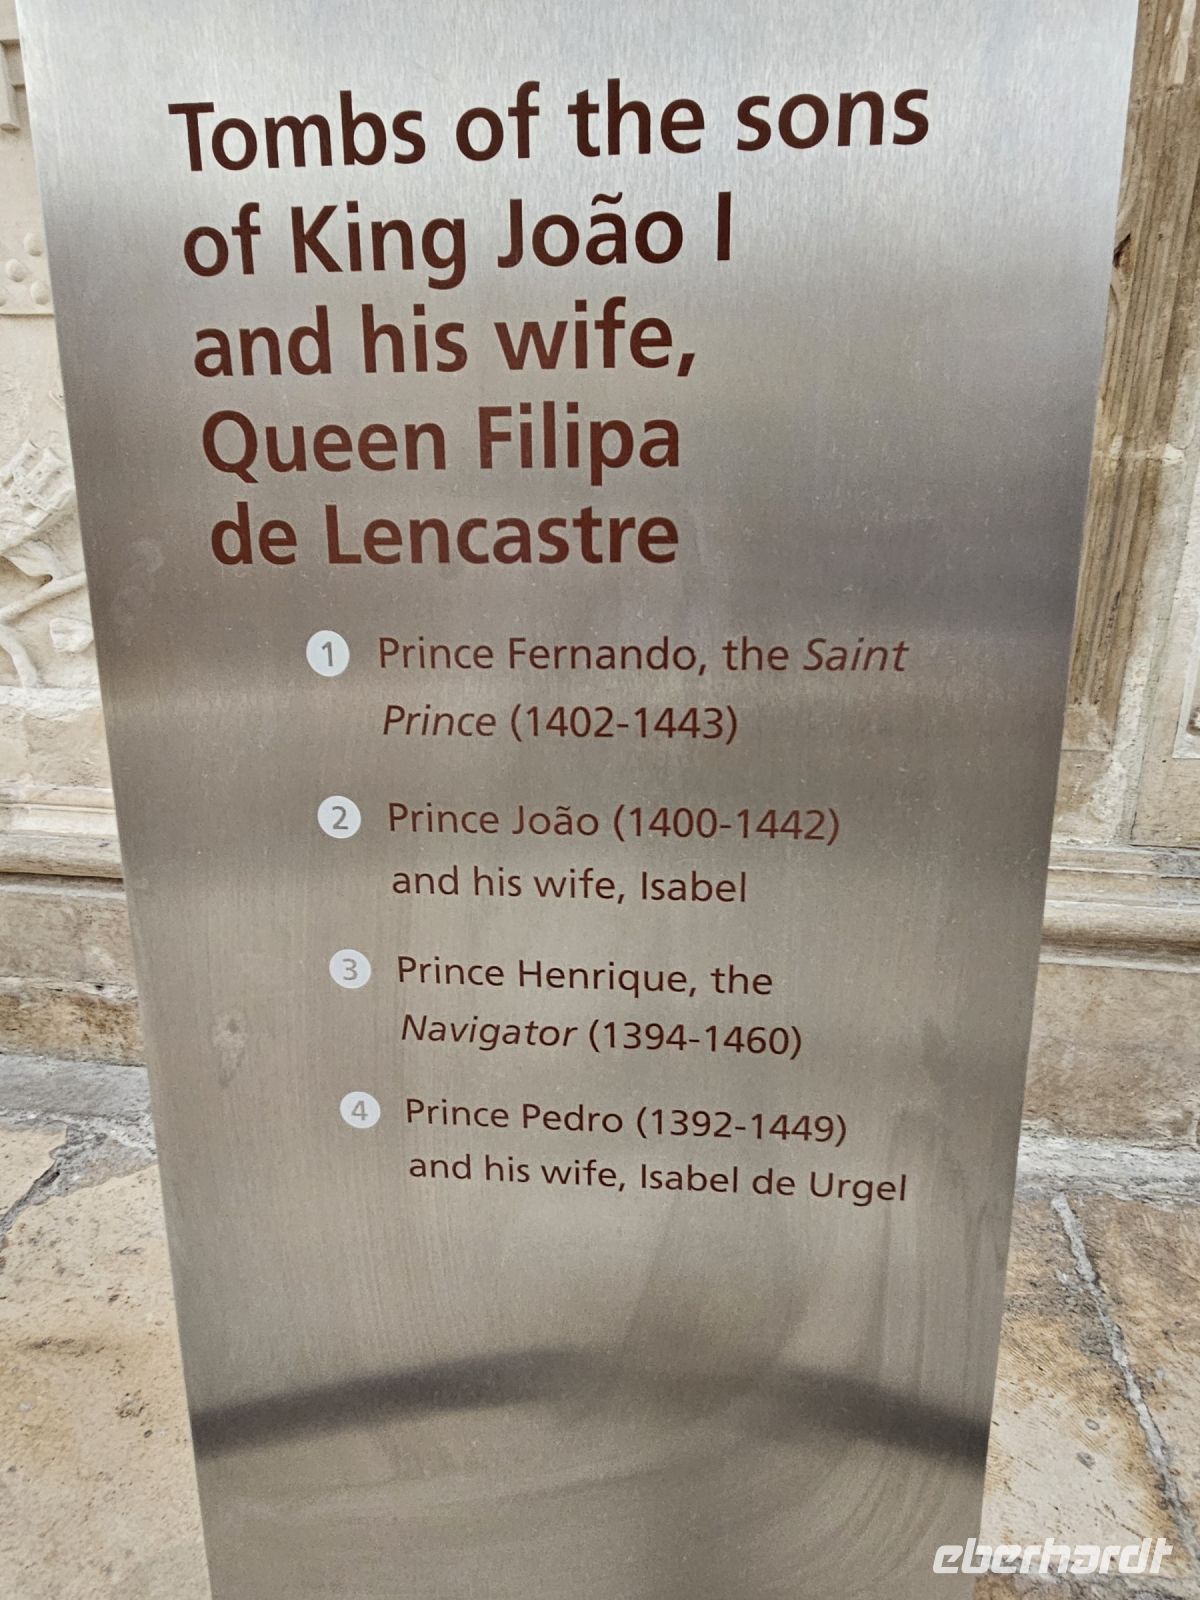 Tombs of the sons
of King João I
and his wife,
Queen Filipa
de Lencastre
1 Prince Fernando, the Saint
Prince (1402-1443)
2 Prince João (1400-1442)
and his wife, Isabel
3 Prince Henrique, the
Navigator (1394-1460)
4 Prince Pedro (1392-1449)
and his wife, Isabel de Urgel
eberhardt